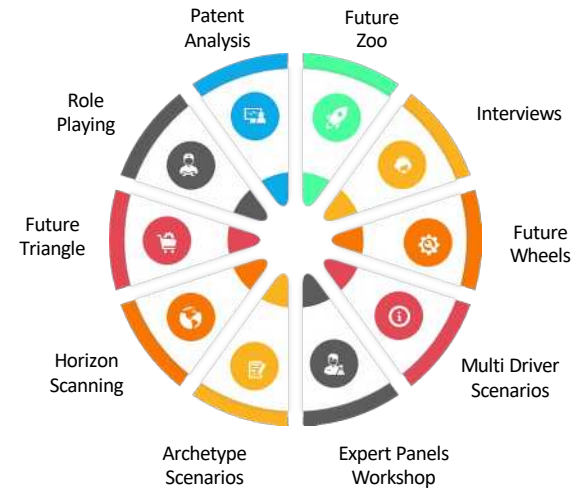 Patent
Analysis
Future
Zoo
Role
Playing
Interviews
Future
Triangle
Future
Wheels
Horizon
Scanning
Multi Driver
Scenarios
Archetype
Scenarios
Expert Panels
Workshop